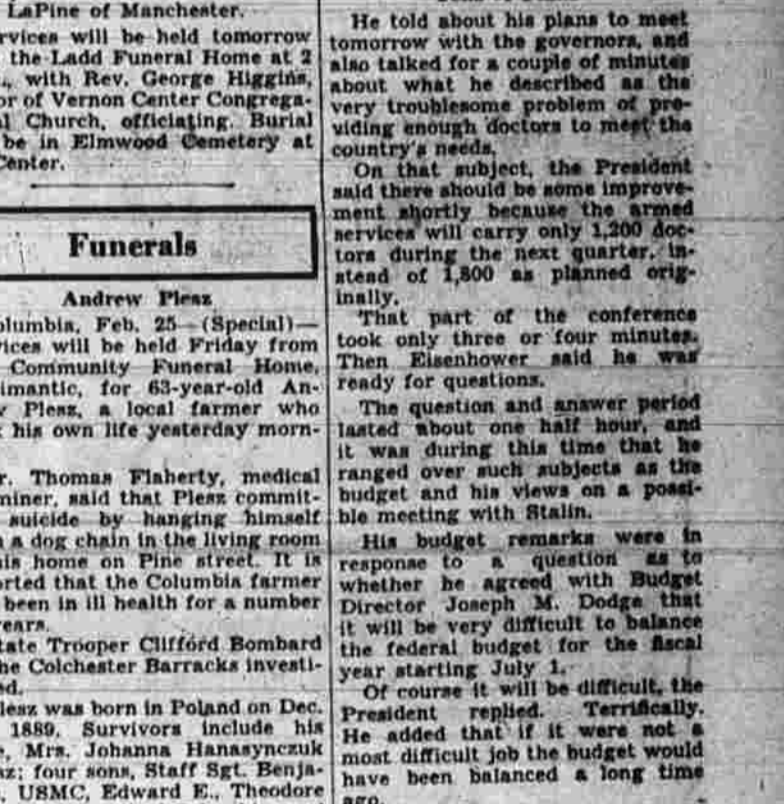 LaPine of Manchester.
rvices will be held tomorrow
the Ladd Funeral Home at 2
., with Rev. George Higgins,
or of Vernon Center Congrega-
l Church, officiating. Burial
be in Elmwood Cemetery at
Center.
Funerals
Andrew Plesz
olumbia, Feb. 25—(Special)—
vices will be held Friday from
Community Funeral Home,
imantic, for 63-year-old An-
w Plesz, a local farmer who
k his own life yesterday morn-
r. Thomas Flaherty, medical
miner, said that Plesz commit-
suicide by hanging himself
a dog chain in the living room
is home on Pine street. It is
orted that the Columbia farmer
been in ill health for a number
years.
tate Trooper Clifford Bombard
he Colchester Barracks investi-
ed.
lesz was born in Poland on Dec.
1889. Survivors include his
e, Mrs. Johanna Hanasynczuk
sz; four sons, Staff Sgt. Benja-
, USMC, Edward E., Theodore
He told about his plans to meet
tomorrow with the governors, and
also talked for a couple of minutes
about what he described as the
very troublesome problem of pro-
viding enough doctors to meet the
country's needs.
On that subject, the President
said there should be some improve-
ment shortly because the armed
services will carry only 1,200 doc-
tors during the next quarter, in-
stead of 1,800 as planned orig-
inally.
That part of the conference
took only three or four minutes.
Then Eisenhower said he was
ready for questions.
The question and answer period
lasted about one half hour, and
it was during this time that he
ranged over such subjects as the
budget and his views on a possi-
ble meeting with Stalin.
His budget remarks were in
response to a question as to
whether he agreed with Budget
Director Joseph M. Dodge that
it will be very difficult to balance
the federal budget for the fiscal
year starting July 1.
Of course it will be difficult, the
President replied. Terrifically.
He added that if it were not a
most difficult job the budget would
have been balanced a long time
ago.